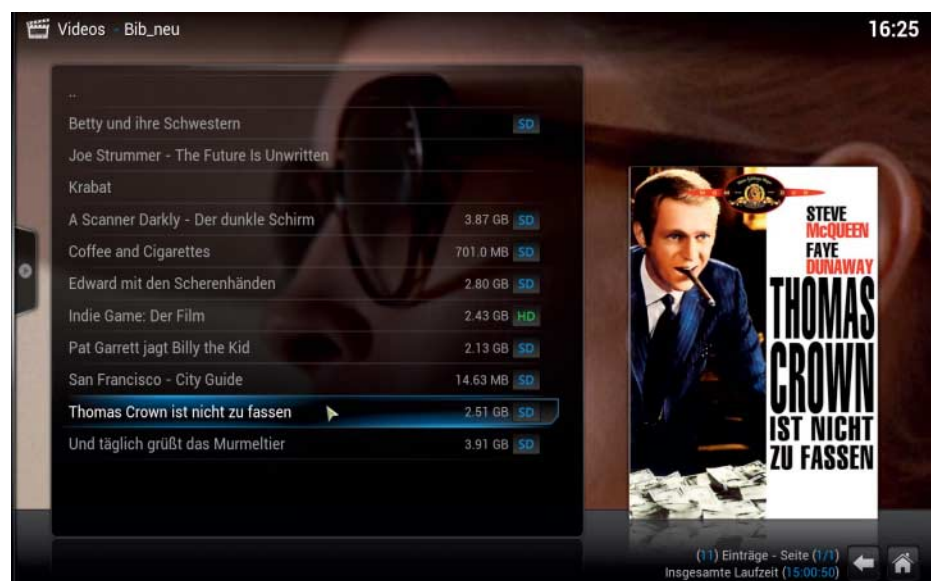 Videos - Bib_neu
16:25
..
Betty und ihre Schwestern SD
Joe Strummer - The Future Is Unwritten
Krabat
A Scanner Darkly - Der dunkle Schirm 3.87 GB SD
Coffee and Cigarettes 701.0 MB SD
Edward mit den Scherenhänden 2.80 GB SD
Indie Game: Der Film 2.43 GB HD
Pat Garrett jagt Billy the Kid 2.13 GB SD
San Francisco - City Guide 14.63 MB SD
Thomas Crown ist nicht zu fassen 2.51 GB SD
Und täglich grüßt das Murmeltier 3.91 GB SD
STEVE
McQUEEN
FAYE
DUNAWAY
THOMAS
CROWN
IST NICHT
ZU FASSEN
(11) Einträge - Seite (1/1)
Insgesamte Laufzeit (15:00:50)